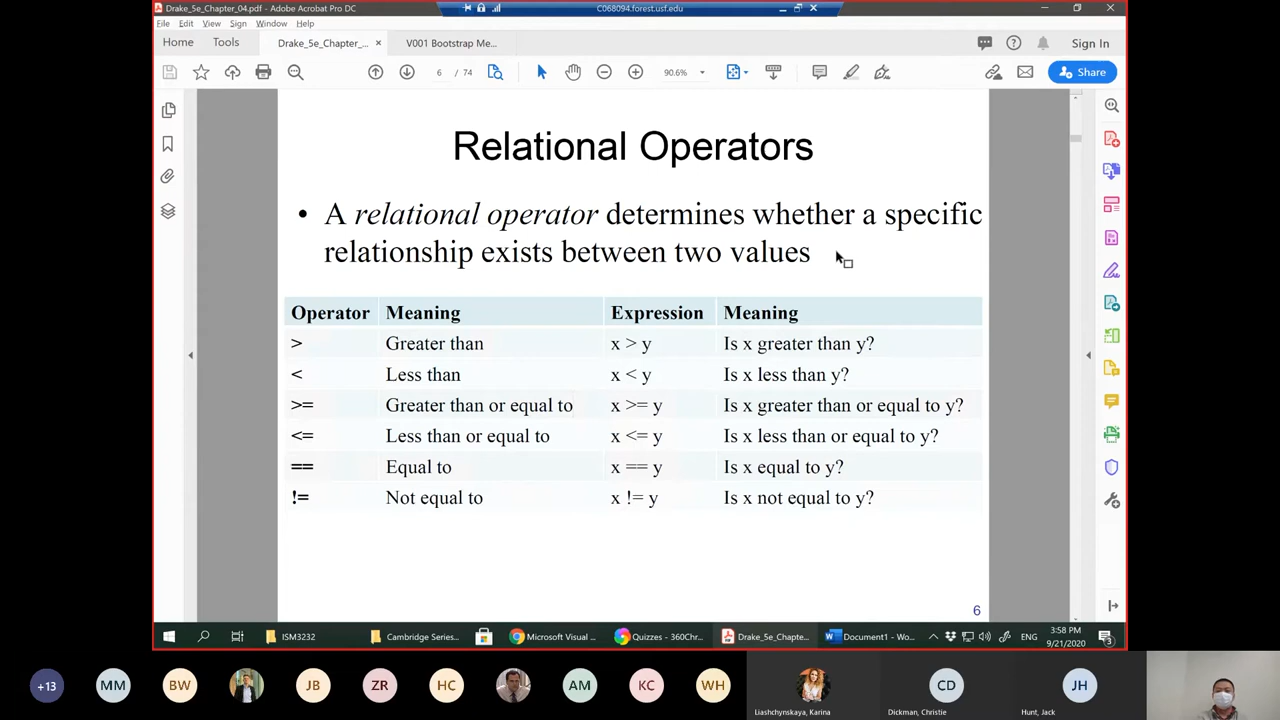 Drake_5e_Chapter_04.pdf - Adobe Acrobat Pro DC
C068094.forest.usf.edu
File Edit View Sign Window Help
Home Tools Drake_5e_Chapter_... × V001 Bootstrap Me... Sign In
6 / 74 90.6% Share
Relational Operators
• A relational operator determines whether a specific
relationship exists between two values
Operator Meaning Expression Meaning
> Greater than x > y Is x greater than y?
< Less than x < y Is x less than y?
>= Greater than or equal to x >= y Is x greater than or equal to y?
<= Less than or equal to x <= y Is x less than or equal to y?
== Equal to x == y Is x equal to y?
!= Not equal to x != y Is x not equal to y?
6
ISM3232 Cambridge Series... Microsoft Visual ... Quizzes - 360Chr... Drake_5e_Chapte... Document1 - Wo... ENG 3:58 PM
9/21/2020 3
+13 MM BW JB ZR HC AM KC WH CD JH
Liashchynskaya, Karina Dickman, Christie Hunt, Jack